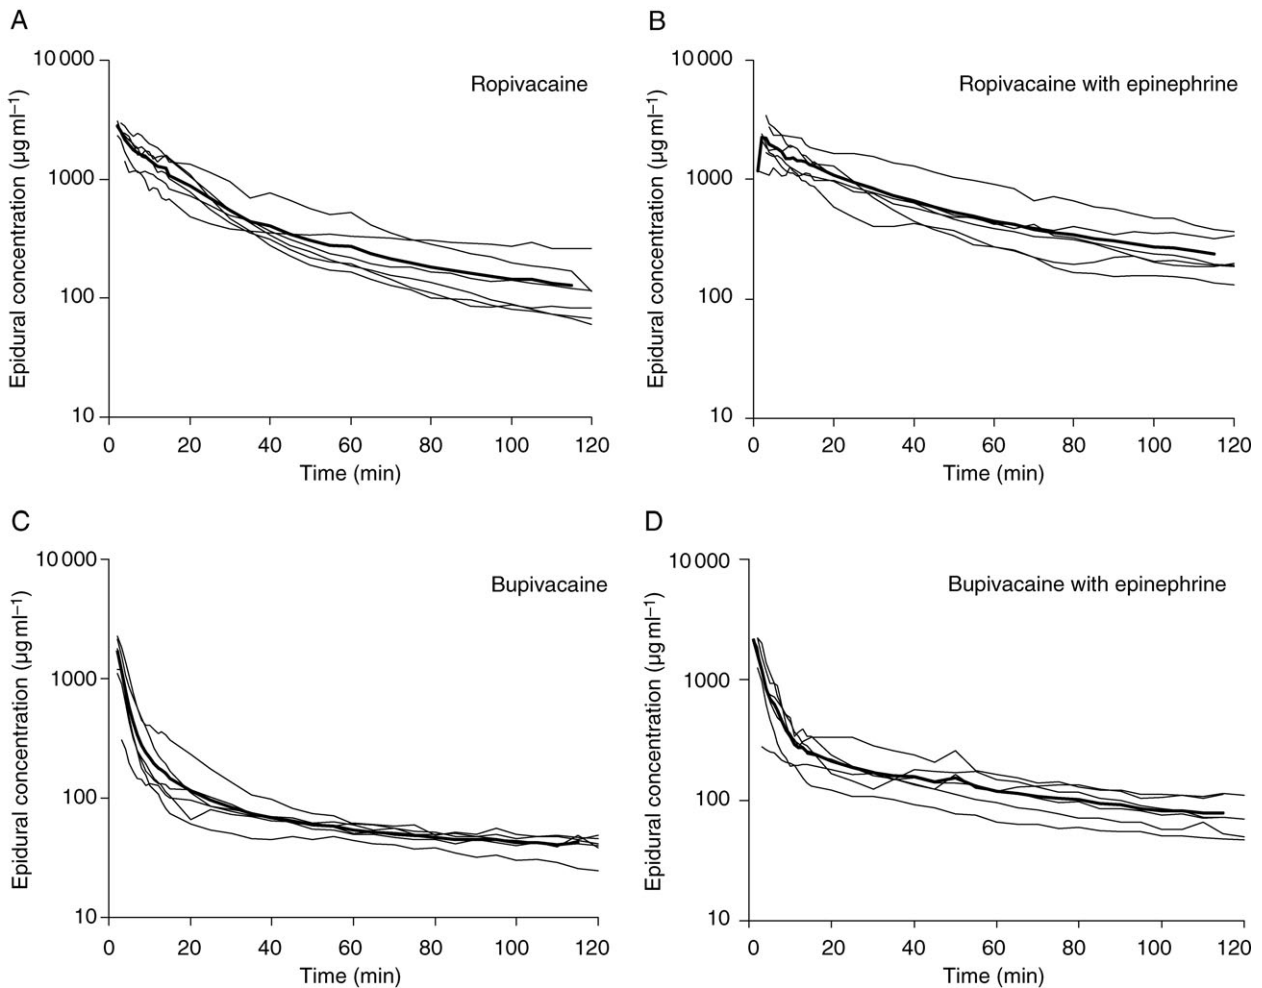 A
10 000
1000
100
10
Epidural concentration (µg ml⁻¹)
Ropivacaine
0 20 40 60 80 100 120
Time (min)
B
10 000
1000
100
10
Epidural concentration (µg ml⁻¹)
Ropivacaine with epinephrine
0 20 40 60 80 100 120
Time (min)
C
10 000
1000
100
10
Epidural concentration (µg ml⁻¹)
Bupivacaine
0 20 40 60 80 100 120
Time (min)
D
10 000
1000
100
10
Epidural concentration (µg ml⁻¹)
Bupivacaine with epinephrine
0 20 40 60 80 100 120
Time (min)